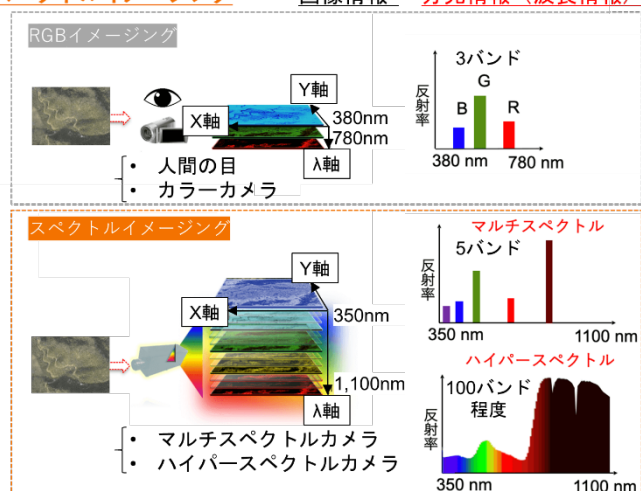 RGBイメージング
Y軸
X軸
380nm
780nm
λ軸
• 人間の目
• カラーカメラ
3バンド
反射率
B
G
R
380 nm
780 nm
スペクトルイメージング
Y軸
X軸
350nm
1,100nm
λ軸
• マルチスペクトルカメラ
• ハイパースペクトルカメラ
マルチスペクトル
5バンド
反射率
350 nm
1100 nm
ハイパースペクトル
100バンド
程度
反射率
350 nm
1100 nm